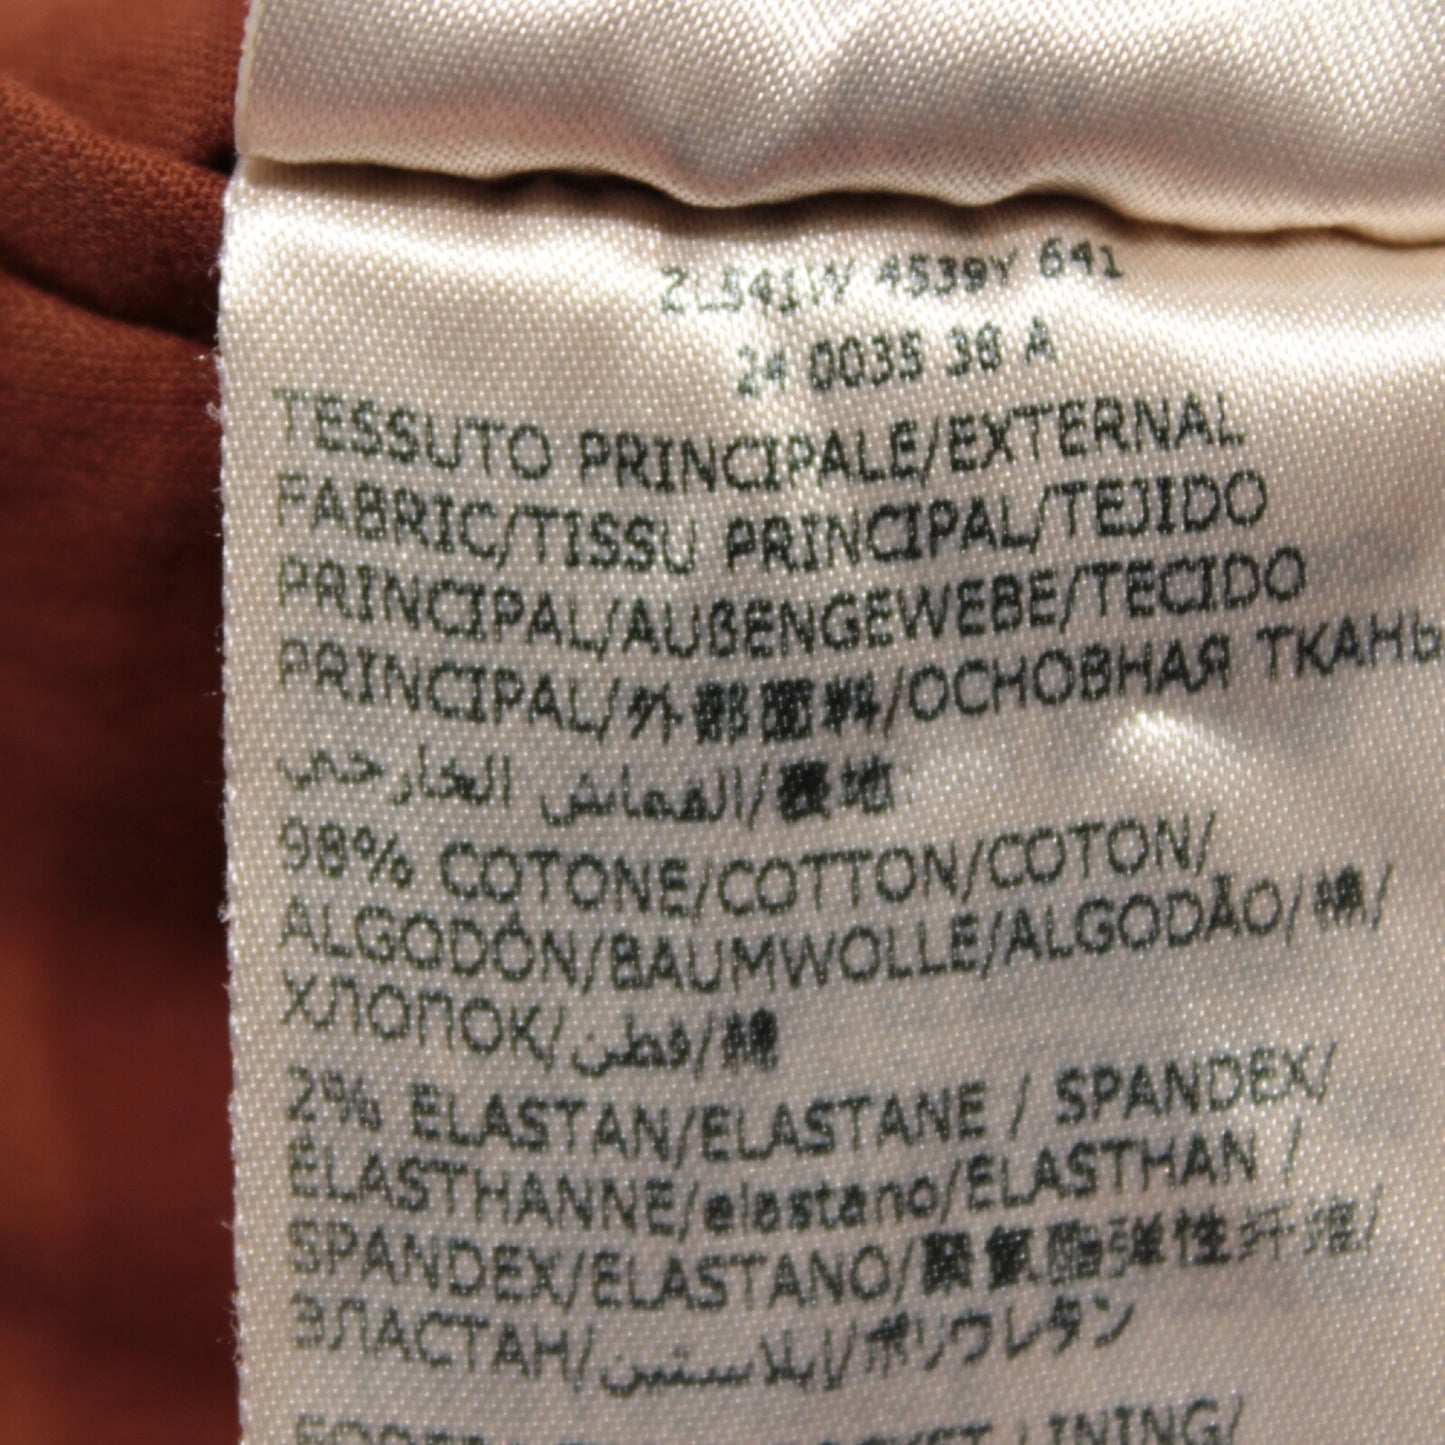 Z_541W 4539Y 641
24 0035 38 A
TESSUTO PRINCIPALE/EXTERNAL
FABRIC/TISSU PRINCIPAL/TEJIDO
PRINCIPAL/AUßENGEWEBE/TECIDO
PRINCIPAL/外部面料/ОСНОВНАЯ ТКАНЬ
القماش الخارجي/表地
98% COTONE/COTTON/COTON/
ALGODÓN/BAUMWOLLE/ALGODÃO/棉/
ХЛОПОК/قطن/綿
2% ELASTAN/ELASTANE / SPANDEX/
ÉLASTHANNE/elastano/ELASTHAN /
SPANDEX/ELASTANO/聚氨酯弹性纤维/
ЭЛАСТАН/إيلاستين/ポリウレタン
LINING/